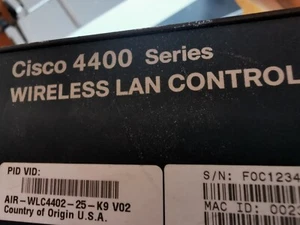 Cisco 4400 Series
WIRELESS LAN CONTROL
PID VID:
AIR-WLC4402-25-K9 V02
Country of Origin U.S.A.
S/N: FOC1234
MAC ID: 002